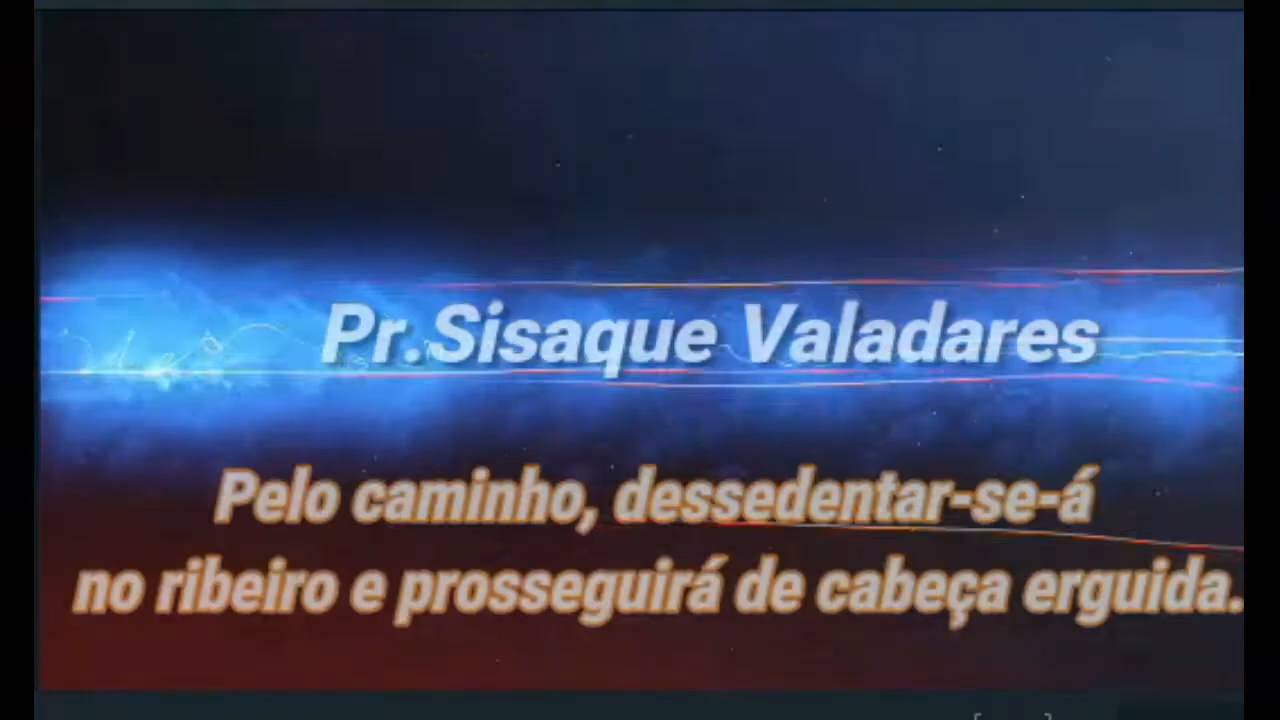 Pr.Sisaque Valadares
Pelo caminho, dessedentar-se-á
no ribeiro e prosseguirá de cabeça erguida.